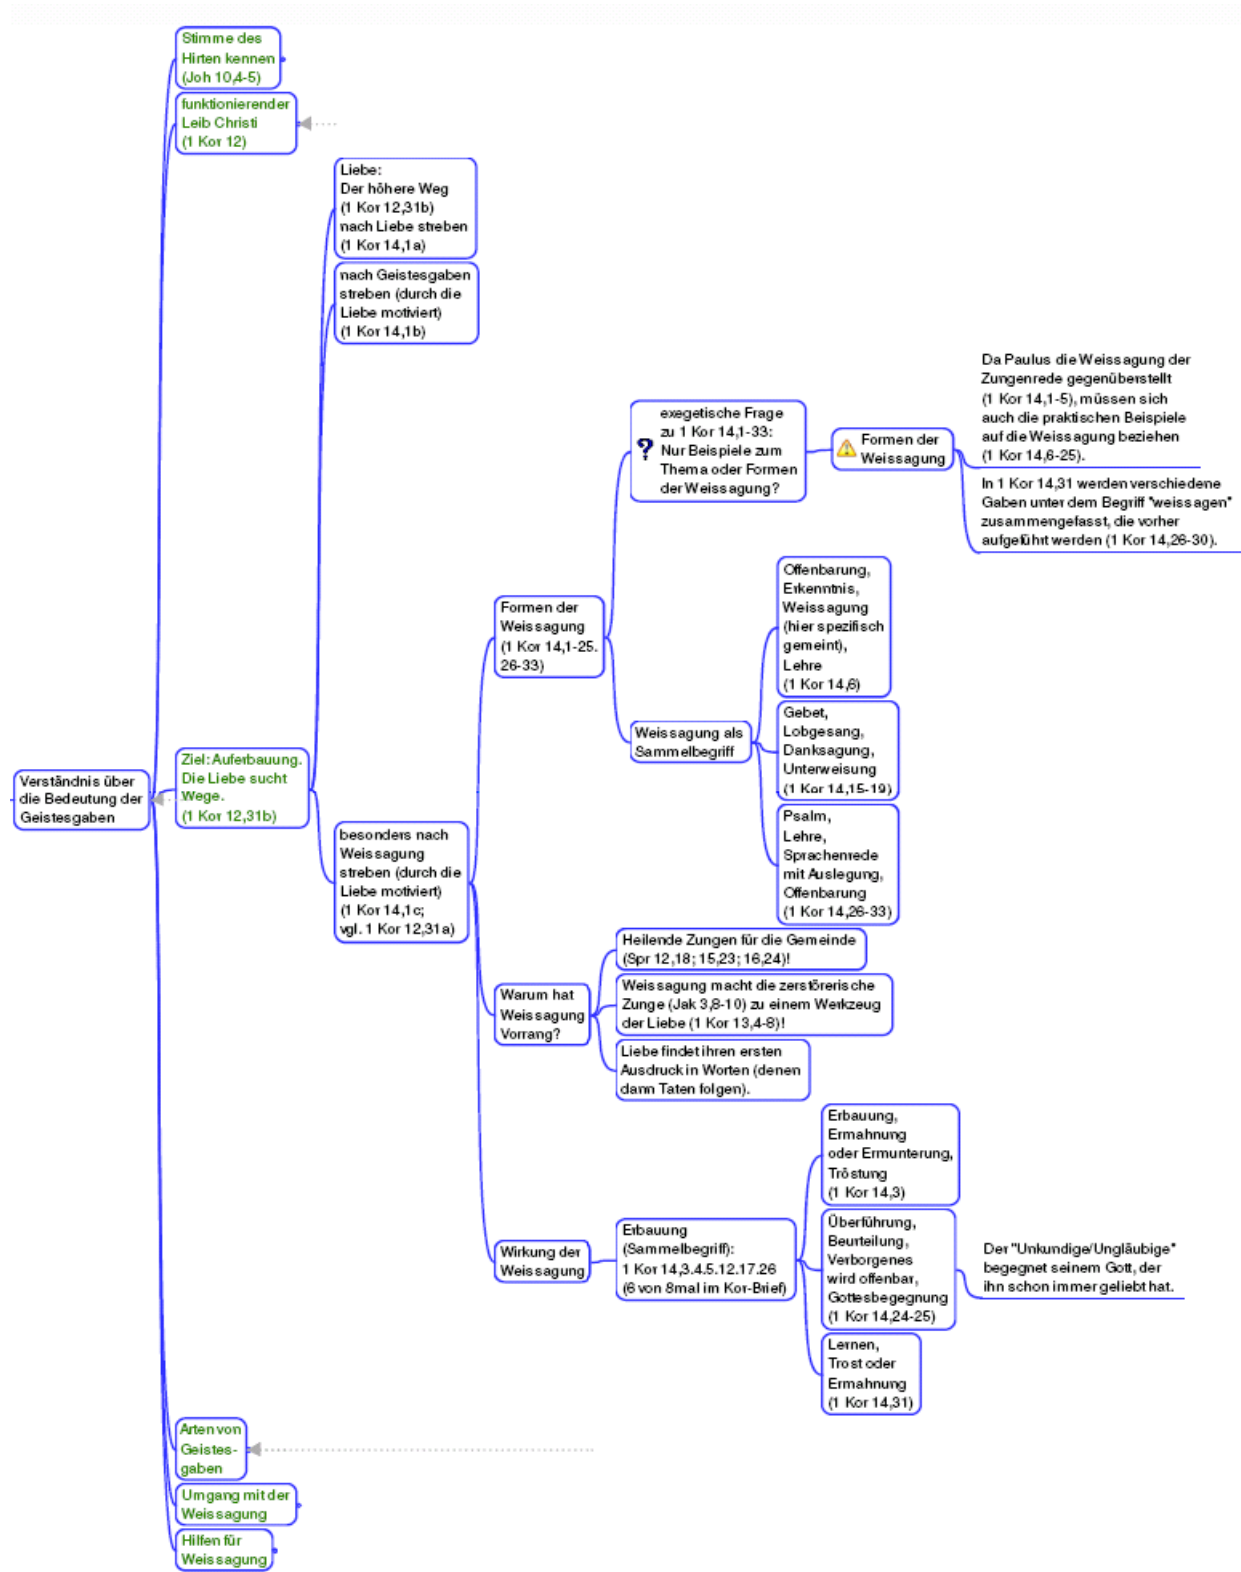 Stimme des
Hirten kennen
(Joh 10,4-5)
funktionierender
Leib Christi
(1 Kor 12)
Liebe:
Der höhere Weg
(1 Kor 12,31b)
nach Liebe streben
(1 Kor 14,1a)
nach Geistesgaben
streben (durch die
Liebe motiviert)
(1 Kor 14,1b)
Da Paulus die Weissagung der
Zungenrede gegenüberstellt
(1 Kor 14,1-5), müssen sich
auch die praktischen Beispiele
auf die Weissagung beziehen
(1 Kor 14,6-25).
exegetische Frage
zu 1 Kor 14,1-33:
Nur Beispiele zum
Thema oder Formen
der Weissagung?
Formen der
Weissagung
In 1 Kor 14,31 werden verschiedene
Gaben unter dem Begriff "weissagen"
zusammengefasst, die vorher
aufgeführt werden (1 Kor 14,26-30).
Formen der
Weissagung
(1 Kor 14,1-25.
26-33)
Offenbarung,
Erkenntnis,
Weissagung
(hier spezifisch
gemeint),
Lehre
(1 Kor 14,6)
Weissagung als
Sammelbegriff
Gebet,
Lobgesang,
Danksagung,
Unterweisung
(1 Kor 14,15-19)
Psalm,
Lehre,
Sprachenrede
mit Auslegung,
Offenbarung
(1 Kor 14,26-33)
Verständnis über
die Bedeutung der
Geistesgaben
Ziel: Auferbauung.
Die Liebe sucht
Wege.
(1 Kor 12,31b)
besonders nach
Weissagung
streben (durch die
Liebe motiviert)
(1 Kor 14,1c;
vgl. 1 Kor 12,31a)
Heilende Zungen für die Gemeinde
(Spr 12,18; 15,23; 16,24)!
Warum hat
Weissagung
Vorrang?
Weissagung macht die zerstörerische
Zunge (Jak 3,8-10) zu einem Werkzeug
der Liebe (1 Kor 13,4-8)!
Liebe findet ihren ersten
Ausdruck in Worten (denen
dann Taten folgen).
Wirkung der
Weissagung
Erbauung
(Sammelbegriff):
1 Kor 14,3.4.5.12.17.26
(6 von 8mal im Kor-Brief)
Erbauung,
Ermahnung
oder Ermunterung,
Tröstung
(1 Kor 14,3)
Überführung,
Beurteilung,
Verborgenes
wird offenbar,
Gottesbegegnung
(1 Kor 14,24-25)
Der "Unkundige/Ungläubige"
begegnet seinem Gott, der
ihn schon immer geliebt hat.
Lernen,
Trost oder
Ermahnung
(1 Kor 14,31)
Arten von
Geistes-
gaben
Umgang mit der
Weissagung
Hilfen für
Weissagung